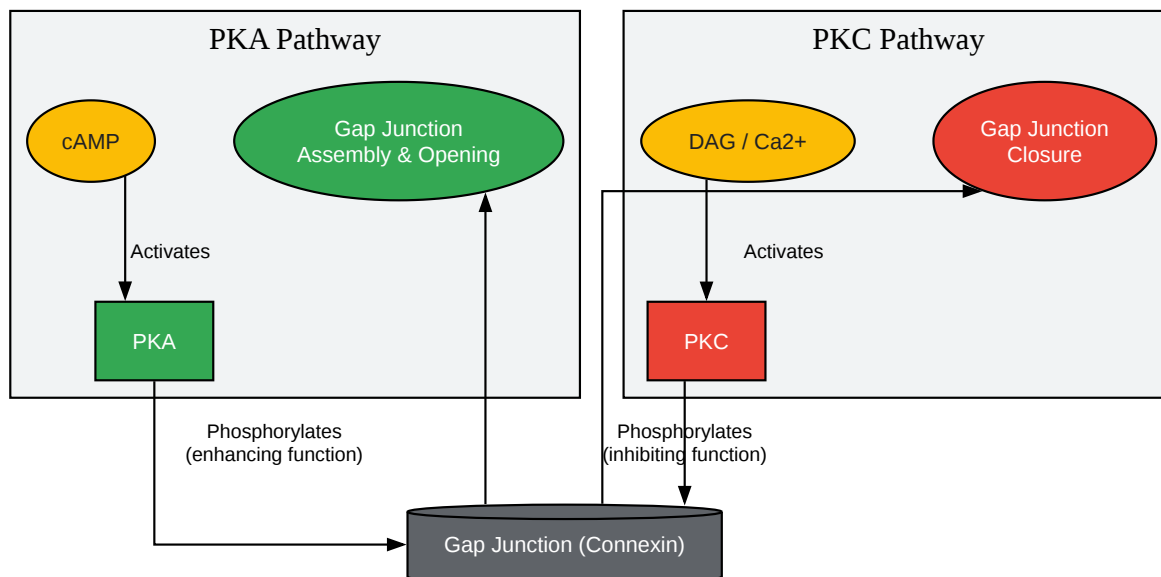 PKA Pathway
cAMP
Gap Junction
Assembly & Opening
Activates
PKA
Phosphorylates
(enhancing function)
PKC Pathway
DAG / Ca2+
Gap Junction
Closure
Activates
PKC
Phosphorylates
(inhibiting function)
Gap Junction (Connexin)